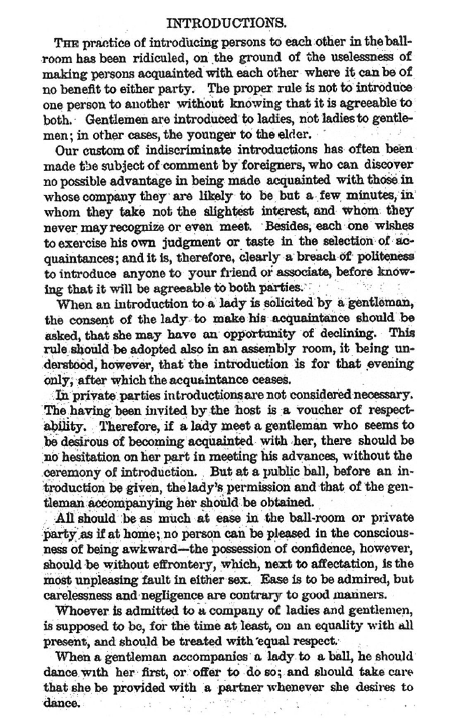 INTRODUCTIONS.
THE practice of introducing persons to each other in the ball-
room has been ridiculed, on the ground of the uselessness of
making persons acquainted with each other where it can be of
no benefit to either party. The proper rule is not to introduce
one person to another without knowing that it is agreeable to
both. Gentlemen are introduced to ladies, not ladies to gentle-
men; in other cases, the younger to the elder.
Our custom of indiscriminate introductions has often been
made the subject of comment by foreigners, who can discover
no possible advantage in being made acquainted with those in
whose company they are likely to be but a few minutes, in
whom they take not the slightest interest, and whom they
never may recognize or even meet. Besides, each one wishes
to exercise his own judgment or taste in the selection of ac-
quaintances; and it is, therefore, clearly a breach of politeness
to introduce anyone to your friend or associate, before know-
ing that it will be agreeable to both parties.
When an introduction to a lady is solicited by a gentleman,
the consent of the lady to make his acquaintance should be
asked, that she may have an opportunity of declining. This
rule should be adopted also in an assembly room, it being un-
derstood, however, that the introduction is for that evening
only, after which the acquaintance ceases.
In private parties introductions are not considered necessary.
The having been invited by the host is a voucher of respect-
ability. Therefore, if a lady meet a gentleman who seems to
be desirous of becoming acquainted with her, there should be
no hesitation on her part in meeting his advances, without the
ceremony of introduction. But at a public ball, before an in-
troduction be given, the lady's permission and that of the gen-
tleman accompanying her should be obtained.
All should be as much at ease in the ball-room or private
party as if at home; no person can be pleased in the conscious-
ness of being awkward—the possession of confidence, however,
should be without effrontery, which, next to affectation, is the
most unpleasing fault in either sex. Ease is to be admired, but
carelessness and negligence are contrary to good manners.
Whoever is admitted to a company of ladies and gentlemen,
is supposed to be, for the time at least, on an equality with all
present, and should be treated with equal respect.
When a gentleman accompanies a lady to a ball, he should
dance with her first, or offer to do so; and should take care
that she be provided with a partner whenever she desires to
dance.